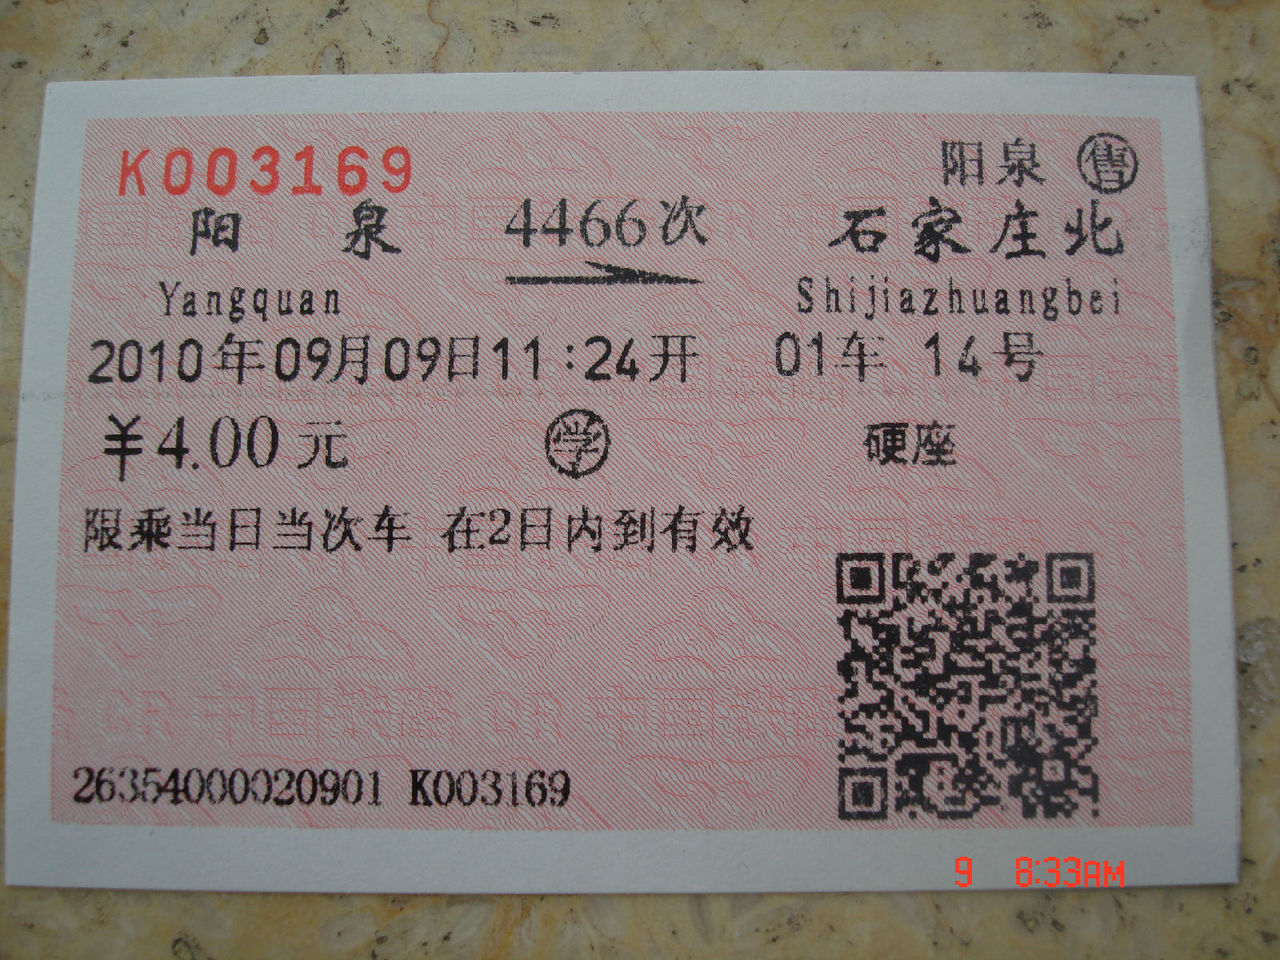 K003169 阳泉 售
阳泉 4466次 石家庄北
Yangquan Shijiazhuangbei
2010年09月09日11:24开 01车 14号
￥4.00元 学 硬座
限乘当日当次车 在2日内到有效
26354000020901 K003169
9 8:33AM